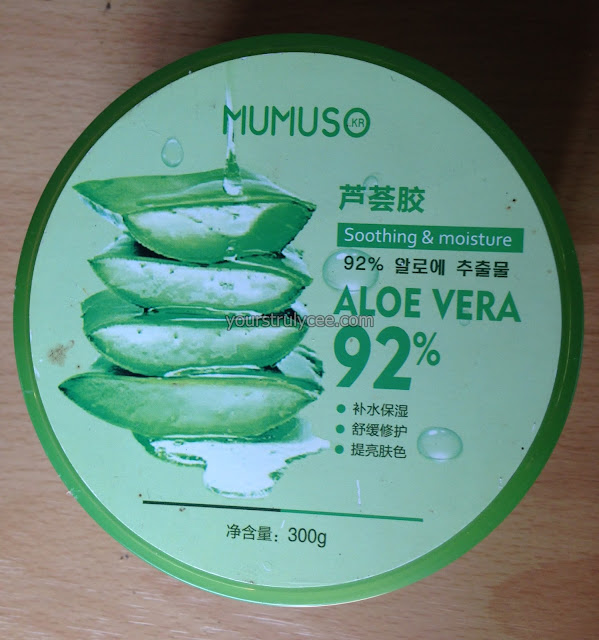 MUMUSO.KR
芦荟胶
Soothing & moisture
92% 알로에 추출물
ALOE VERA
yourstrulycee.com
92%
补水保湿
舒缓修护
提亮肤色
净含量：300g